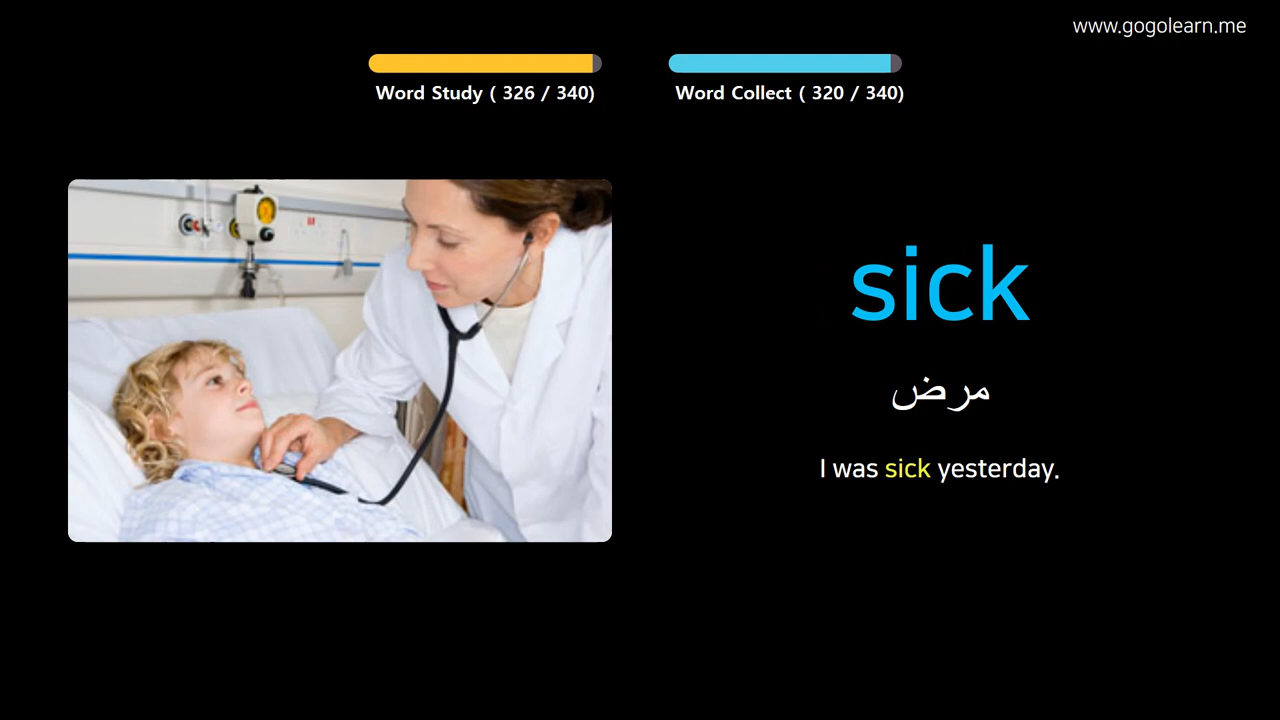 www.gogolearn.me
Word Study ( 326 / 340)
Word Collect ( 320 / 340)
sick
مرض
I was sick yesterday.